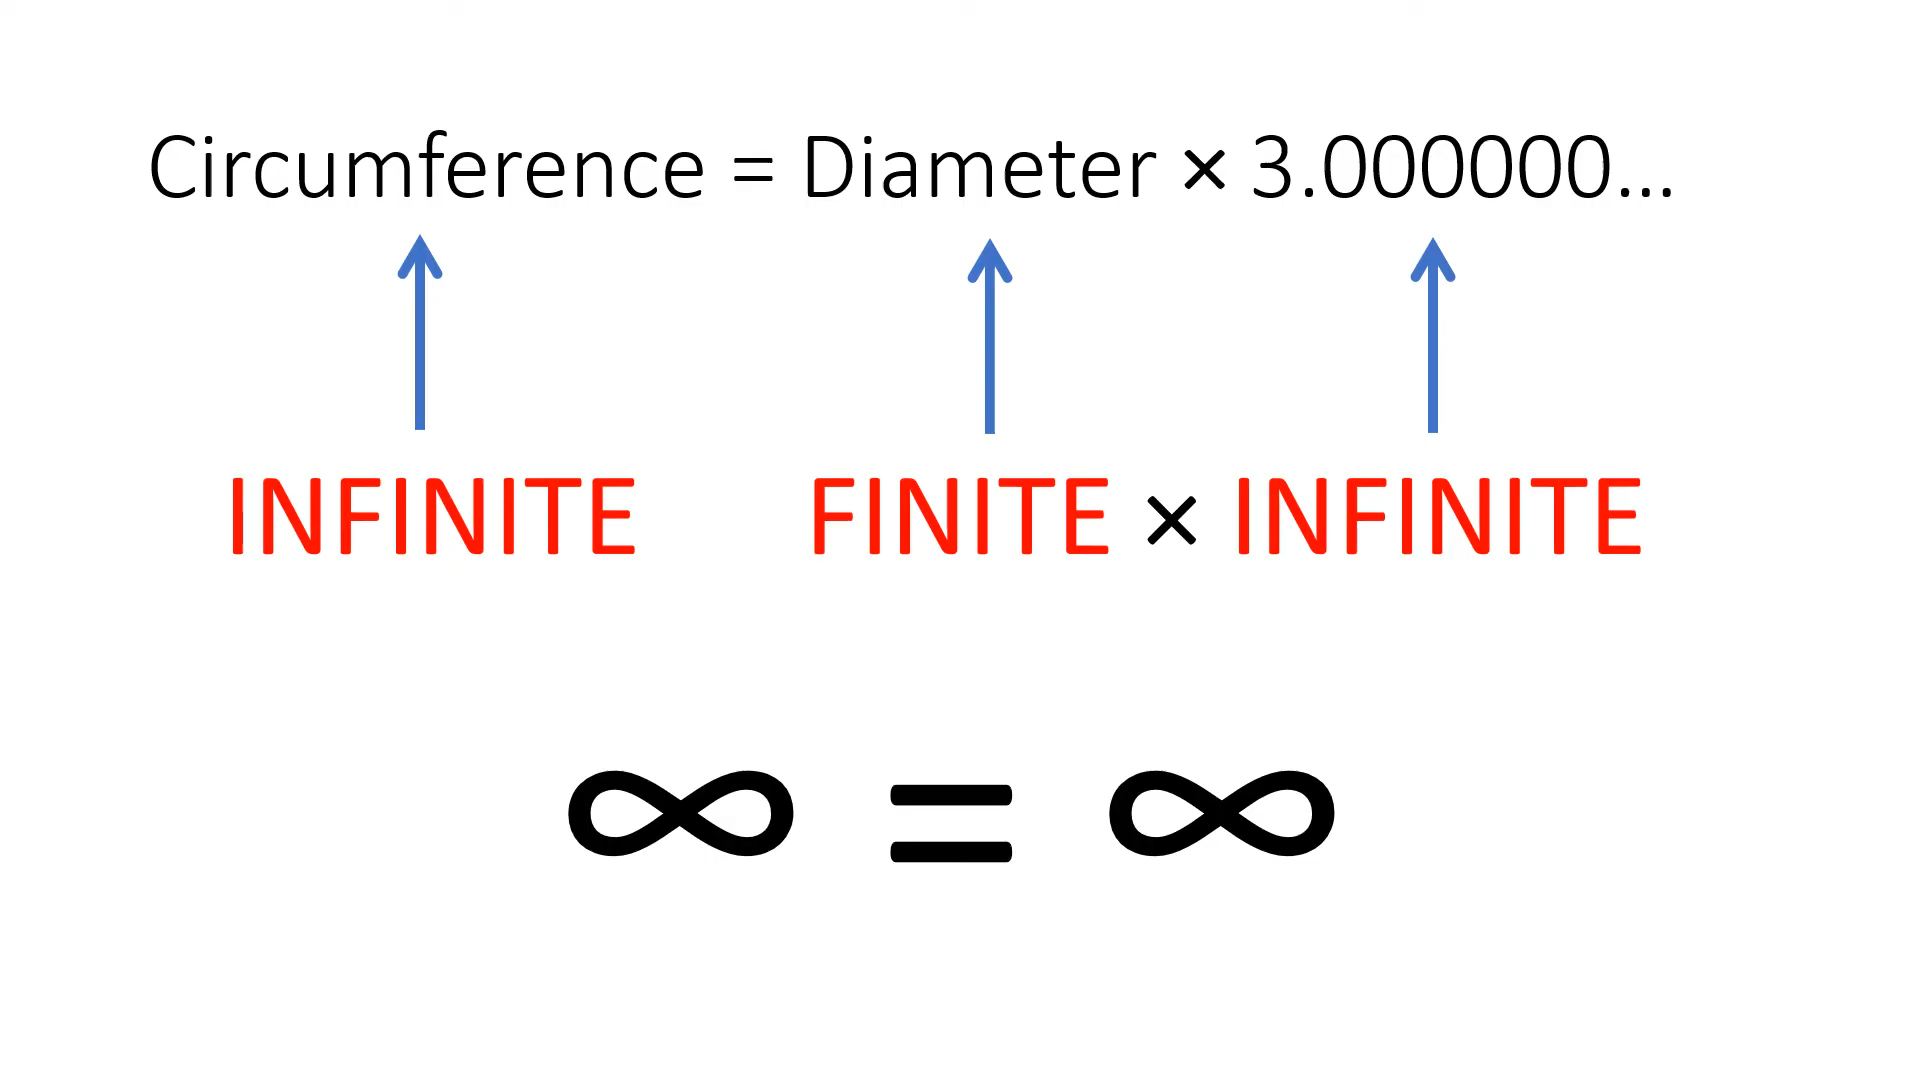 Circumference = Diameter × 3.000000...
INFINITE FINITE × INFINITE
∞ = ∞